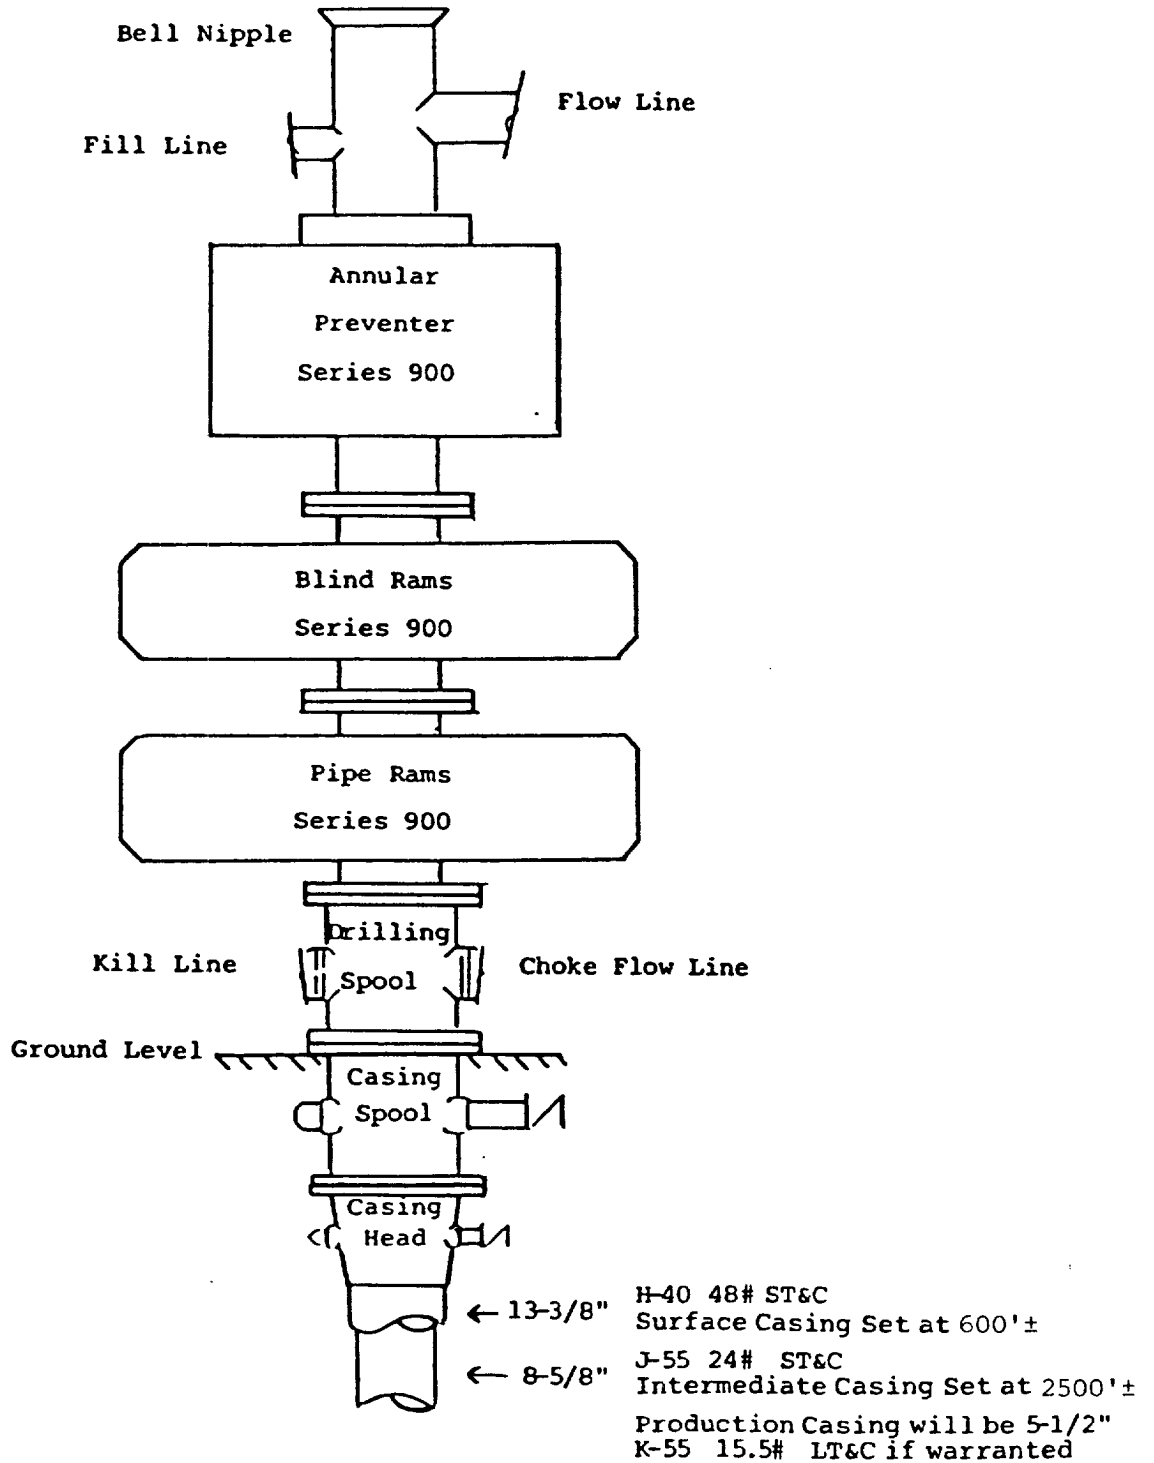 Bell Nipple
Flow Line
Fill Line
Annular
Preventer
Series 900
Blind Rams
Series 900
Pipe Rams
Series 900
Drilling
Spool
Kill Line
Choke Flow Line
Ground Level
Casing
Spool
Casing
Head
13-3/8" H-40 48# ST&C
Surface Casing Set at 600'±
8-5/8" J-55 24# ST&C
Intermediate Casing Set at 2500'±
Production Casing will be 5-1/2"
K-55 15.5# LT&C if warranted